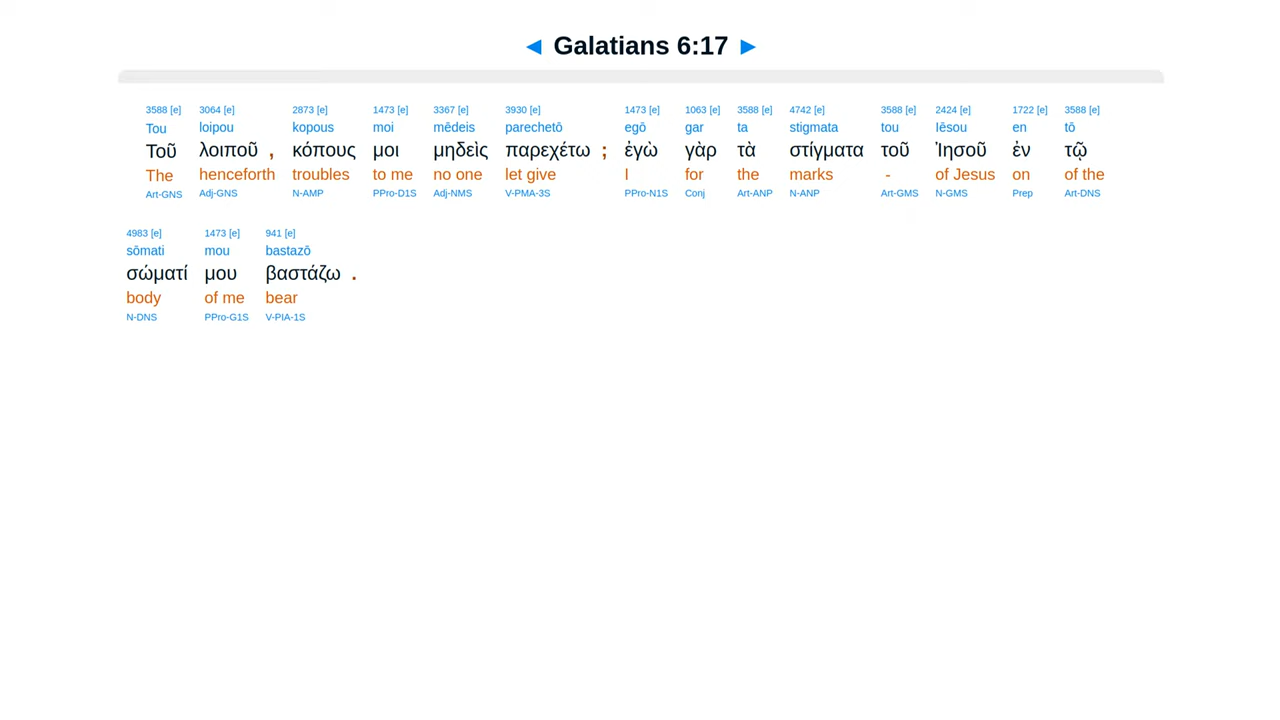 ◄ Galatians 6:17 ►
3588 [e] 3064 [e] 2873 [e] 1473 [e] 3367 [e] 3930 [e] 1473 [e] 1063 [e] 3588 [e] 4742 [e] 3588 [e] 2424 [e] 1722 [e] 3588 [e]
Tou loipou kopous moi mēdeis parechetō egō gar ta stigmata tou Iēsou en tō
Τοῦ λοιποῦ , κόπους μοι μηδεὶς παρεχέτω ; ἐγὼ γὰρ τὰ στίγματα τοῦ Ἰησοῦ ἐν τῷ
The henceforth troubles to me no one let give I for the marks - of Jesus on of the
Art-GNS Adj-GNS N-AMP PPro-D1S Adj-NMS V-PMA-3S PPro-N1S Conj Art-ANP N-ANP Art-GMS N-GMS Prep Art-DNS
4983 [e] 1473 [e] 941 [e]
sōmati mou bastazō
σώματί μου βαστάζω .
body of me bear
N-DNS PPro-G1S V-PIA-1S